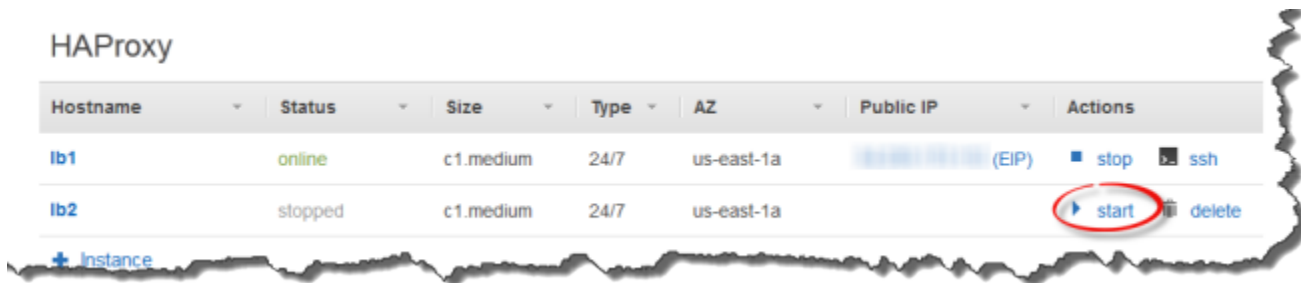 HAProxy
Hostname Status Size Type AZ Public IP Actions
lb1 online c1.medium 24/7 us-east-1a (EIP) stop ssh
lb2 stopped c1.medium 24/7 us-east-1a start delete
Instance